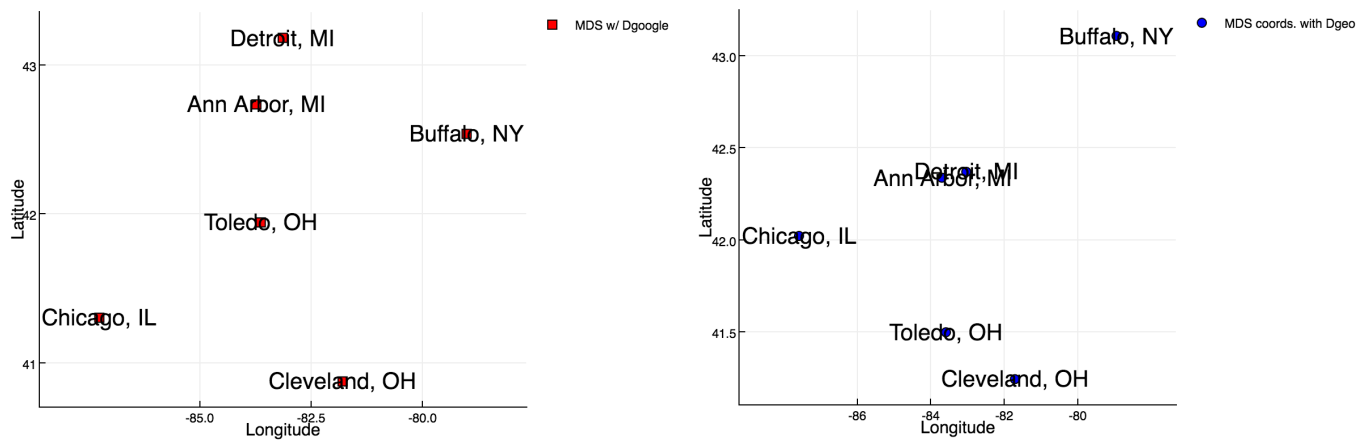 MDS w/ Dgoogle
Detroit, MI
43
Ann Arbor, MI
Buffalo, NY
Latitude
42
Toledo, OH
Chicago, IL
41
Cleveland, OH
-85.0 -82.5 -80.0
Longitude
MDS coords. with Dgeo
Buffalo, NY
43.0
42.5
Detroit, MI
Ann Arbor, MI
Latitude
42.0
Chicago, IL
41.5
Toledo, OH
Cleveland, OH
-86 -84 -82 -80
Longitude